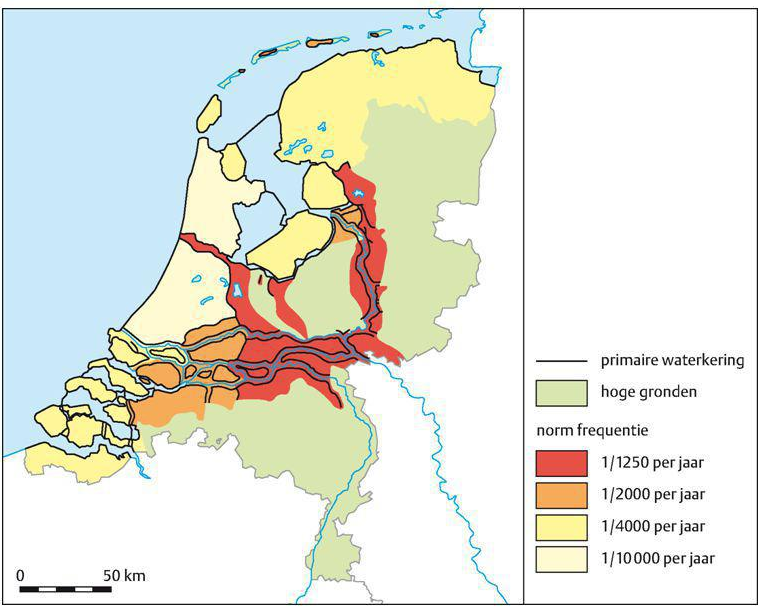 primaire waterkering
hoge gronden
norm frequentie
1/1250 per jaar
1/2000 per jaar
1/4000 per jaar
1/10 000 per jaar
0 50 km